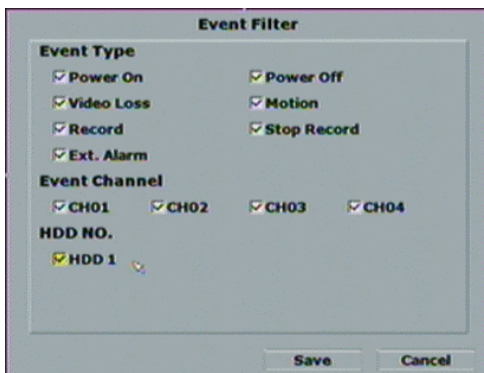 Event Filter
Event Type
Power On Power Off
Video Loss Motion
Record Stop Record
Ext. Alarm
Event Channel
CH01 CH02 CH03 CH04
HDD NO.
HDD 1
Save Cancel